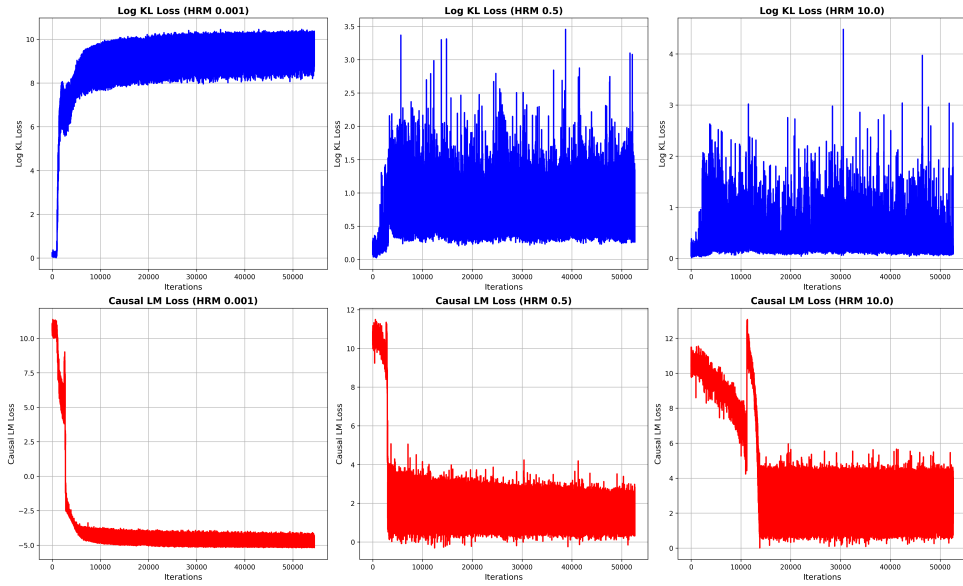 Log KL Loss (HRM 0.001)
Log KL Loss
10
8
6
4
2
0
0 10000 20000 30000 40000 50000
Iterations
Log KL Loss (HRM 0.5)
Log KL Loss
3.5
3.0
2.5
2.0
1.5
1.0
0.5
0.0
0 10000 20000 30000 40000 50000
Iterations
Log KL Loss (HRM 10.0)
Log KL Loss
4
3
2
1
0
0 10000 20000 30000 40000 50000
Iterations
Causal LM Loss (HRM 0.001)
Causal LM Loss
10.0
7.5
5.0
2.5
0.0
−2.5
−5.0
0 10000 20000 30000 40000 50000
Iterations
Causal LM Loss (HRM 0.5)
Causal LM Loss
12
10
8
6
4
2
0
0 10000 20000 30000 40000 50000
Iterations
Causal LM Loss (HRM 10.0)
Causal LM Loss
12
10
8
6
4
2
0
0 10000 20000 30000 40000 50000
Iterations